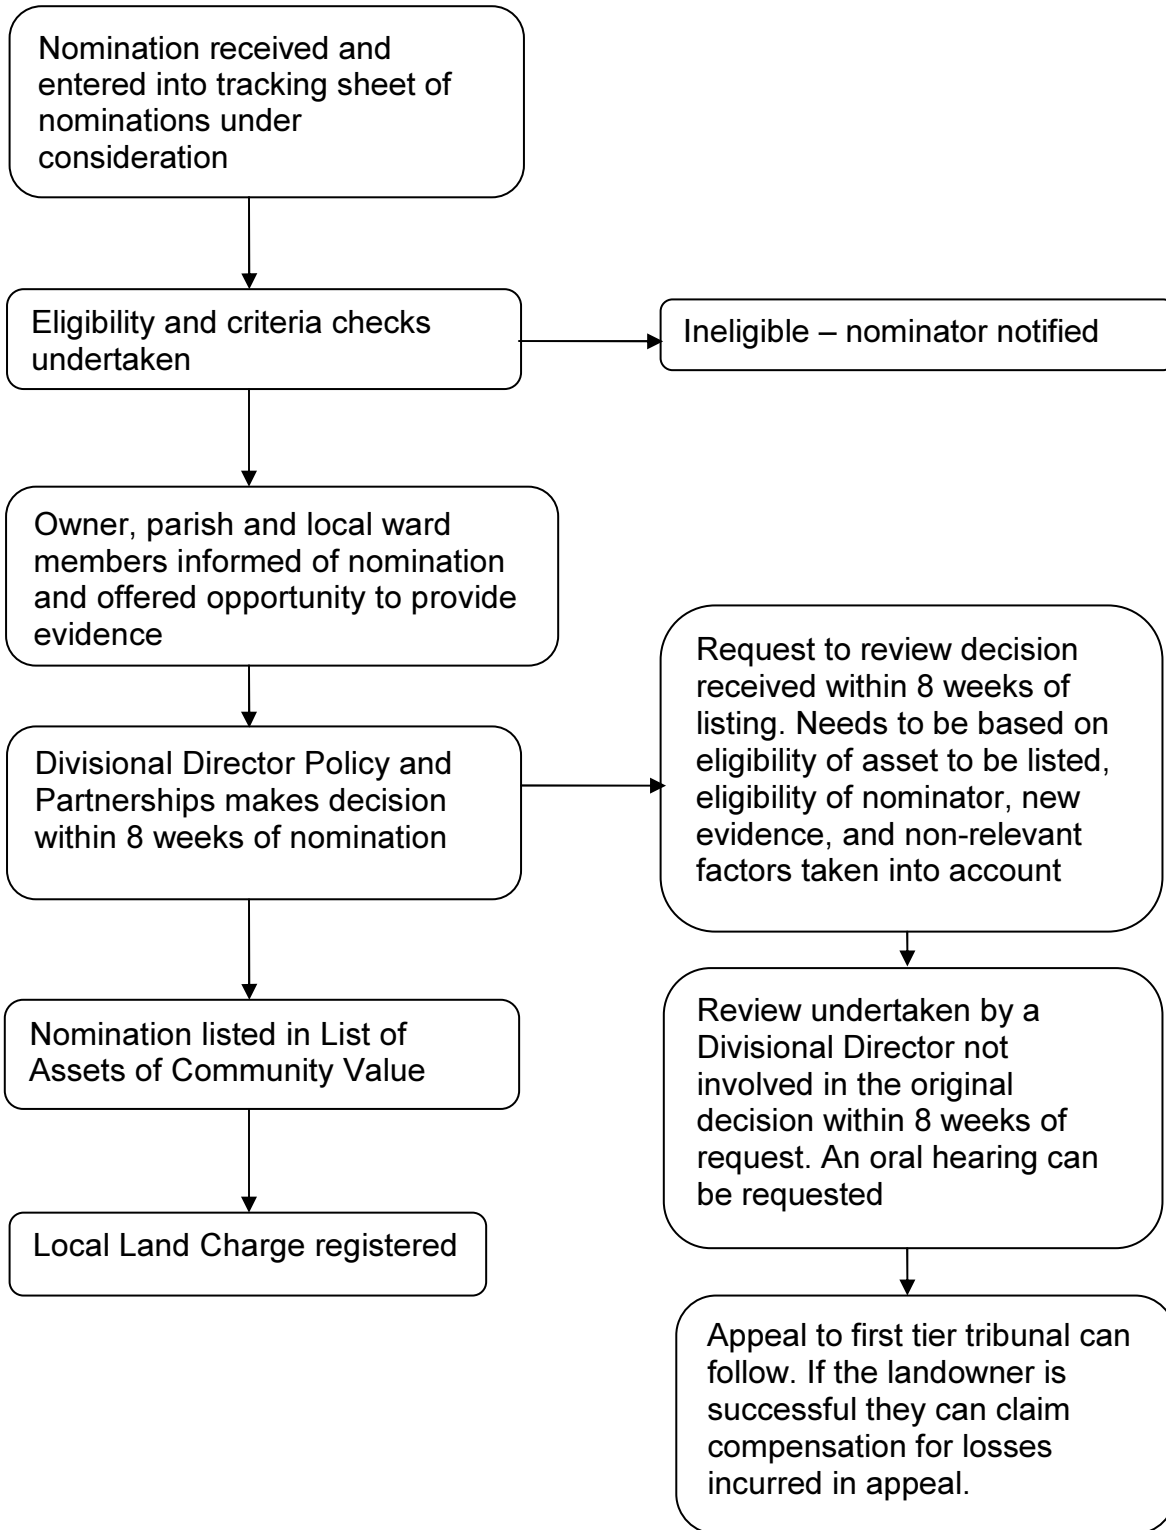 Nomination received and
entered into tracking sheet of
nominations under
consideration
Eligibility and criteria checks
undertaken
Ineligible – nominator notified
Owner, parish and local ward
members informed of nomination
and offered opportunity to provide
evidence
Divisional Director Policy and
Partnerships makes decision
within 8 weeks of nomination
Request to review decision
received within 8 weeks of
listing. Needs to be based on
eligibility of asset to be listed,
eligibility of nominator, new
evidence, and non-relevant
factors taken into account
Nomination listed in List of
Assets of Community Value
Review undertaken by a
Divisional Director not
involved in the original
decision within 8 weeks of
request. An oral hearing can
be requested
Local Land Charge registered
Appeal to first tier tribunal can
follow. If the landowner is
successful they can claim
compensation for losses
incurred in appeal.